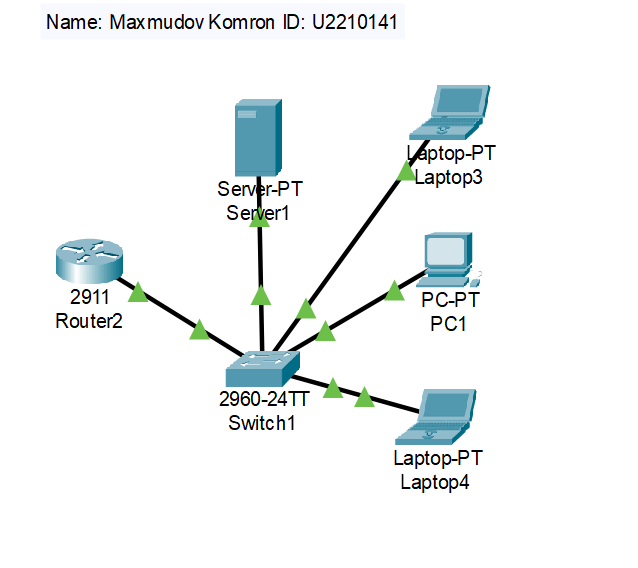 Name: Maxmudov Komron ID: U2210141
Laptop-PT
Laptop3
Server-PT
Server1
2911
Router2
PC-PT
PC1
2960-24TT
Switch1
Laptop-PT
Laptop4